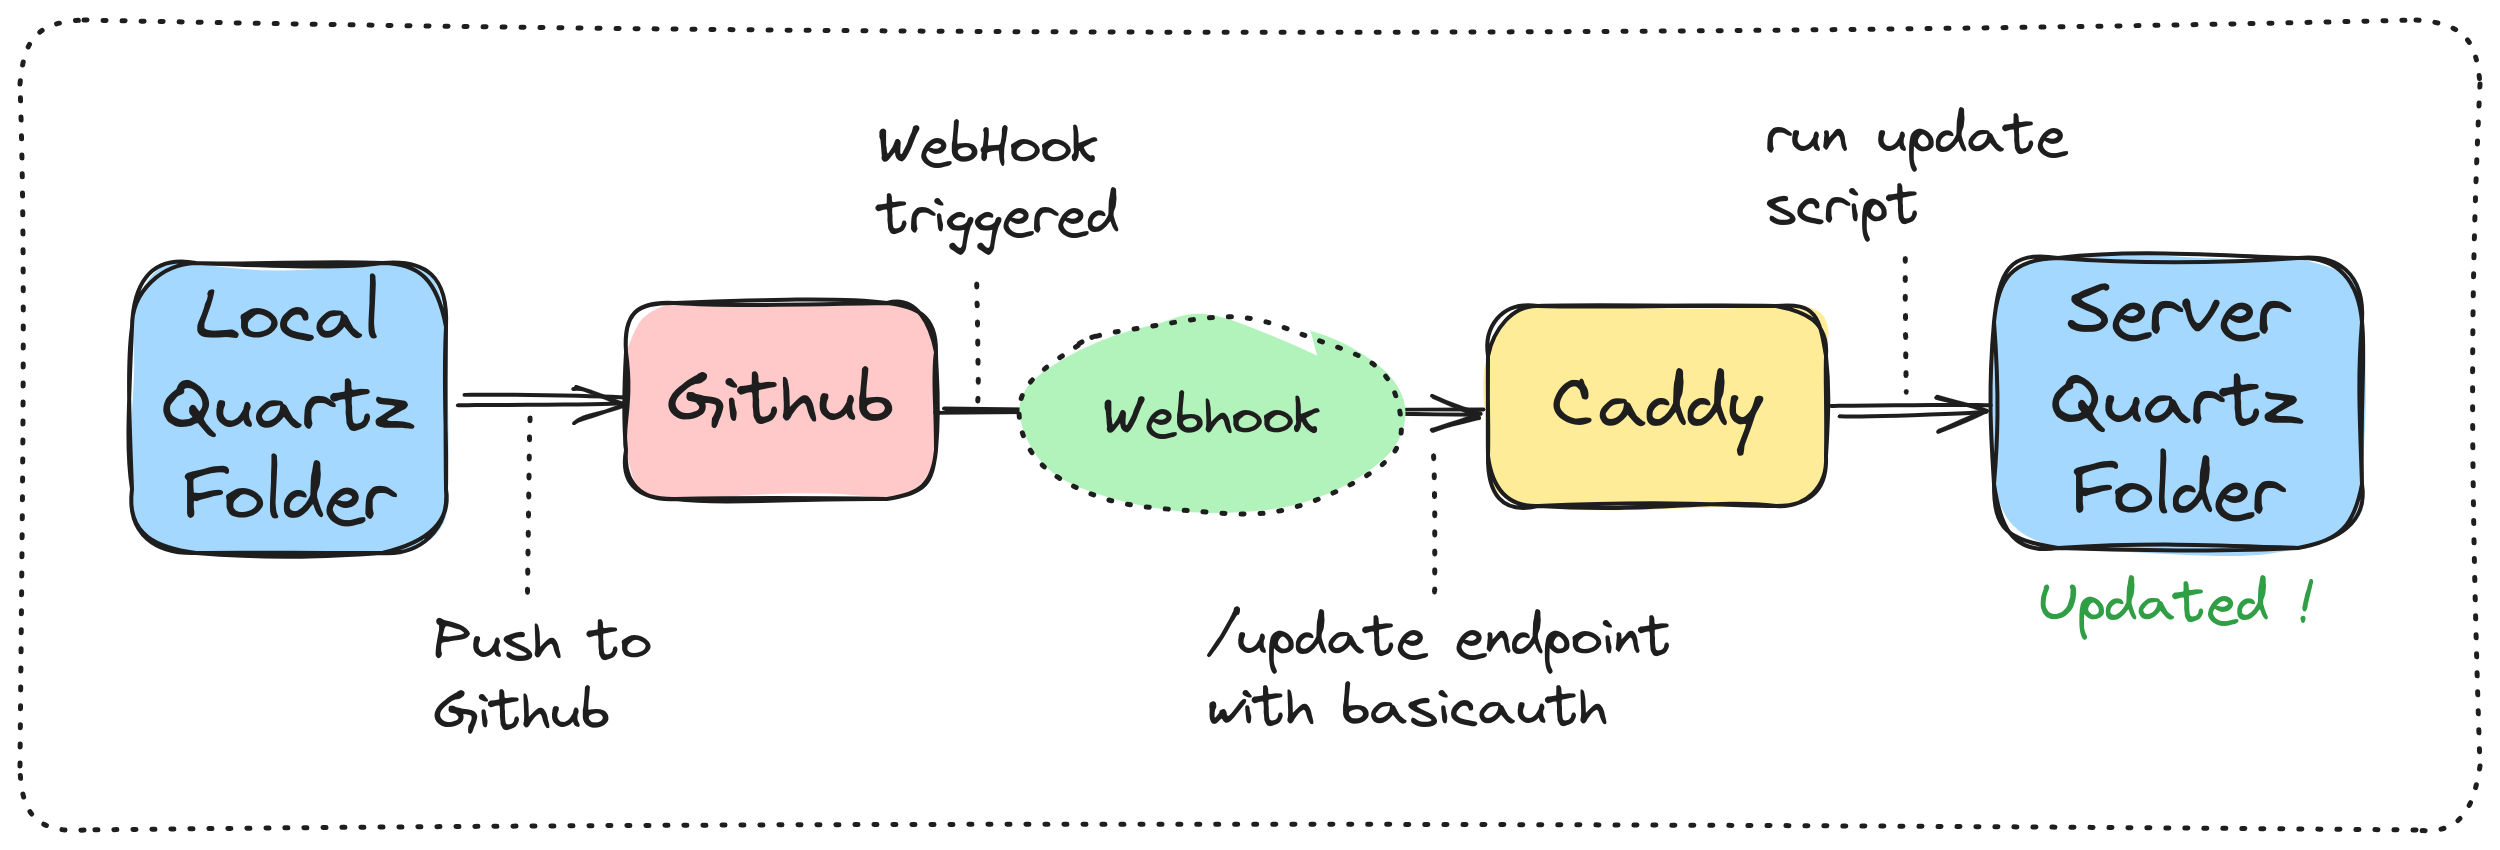 WebHook
triggered
run update
script
Local
Quartz
Folder
Github
Webhook
Caddy
Server
Quartz
Folder
Push to
Github
/update endpoint
with basicauth
Updated !